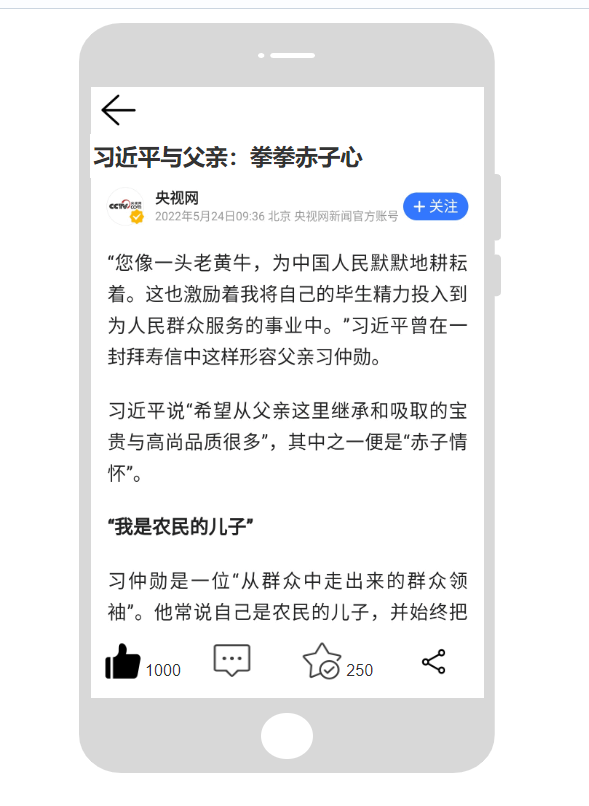 习近平与父亲：拳拳赤子心
CCTV.com
央视网
2022年5月24日09:36 北京 央视网新闻官方账号
+ 关注
“您像一头老黄牛，为中国人民默默地耕耘
着。这也激励着我将自己的毕生精力投入到
为人民群众服务的事业中。”习近平曾在一
封拜寿信中这样形容父亲习仲勋。
习近平说“希望从父亲这里继承和吸取的宝
贵与高尚品质很多”，其中之一便是“赤子情
怀”。
“我是农民的儿子”
习仲勋是一位“从群众中走出来的群众领
袖”。他常说自己是农民的儿子，并始终把
1000
250